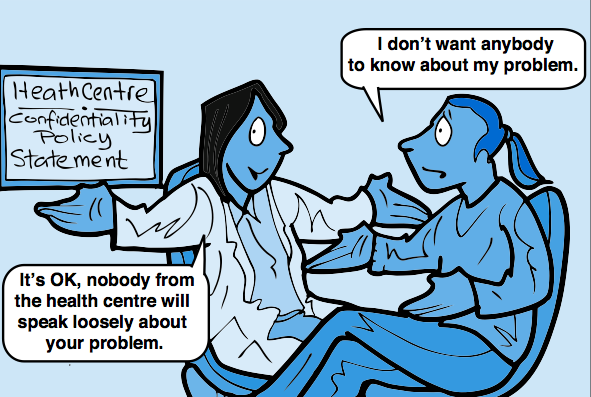 HeathCentre
Confidentiality
Policy
Statement
I don't want anybody
to know about my problem.
It's OK, nobody from
the health centre will
speak loosely about
your problem.